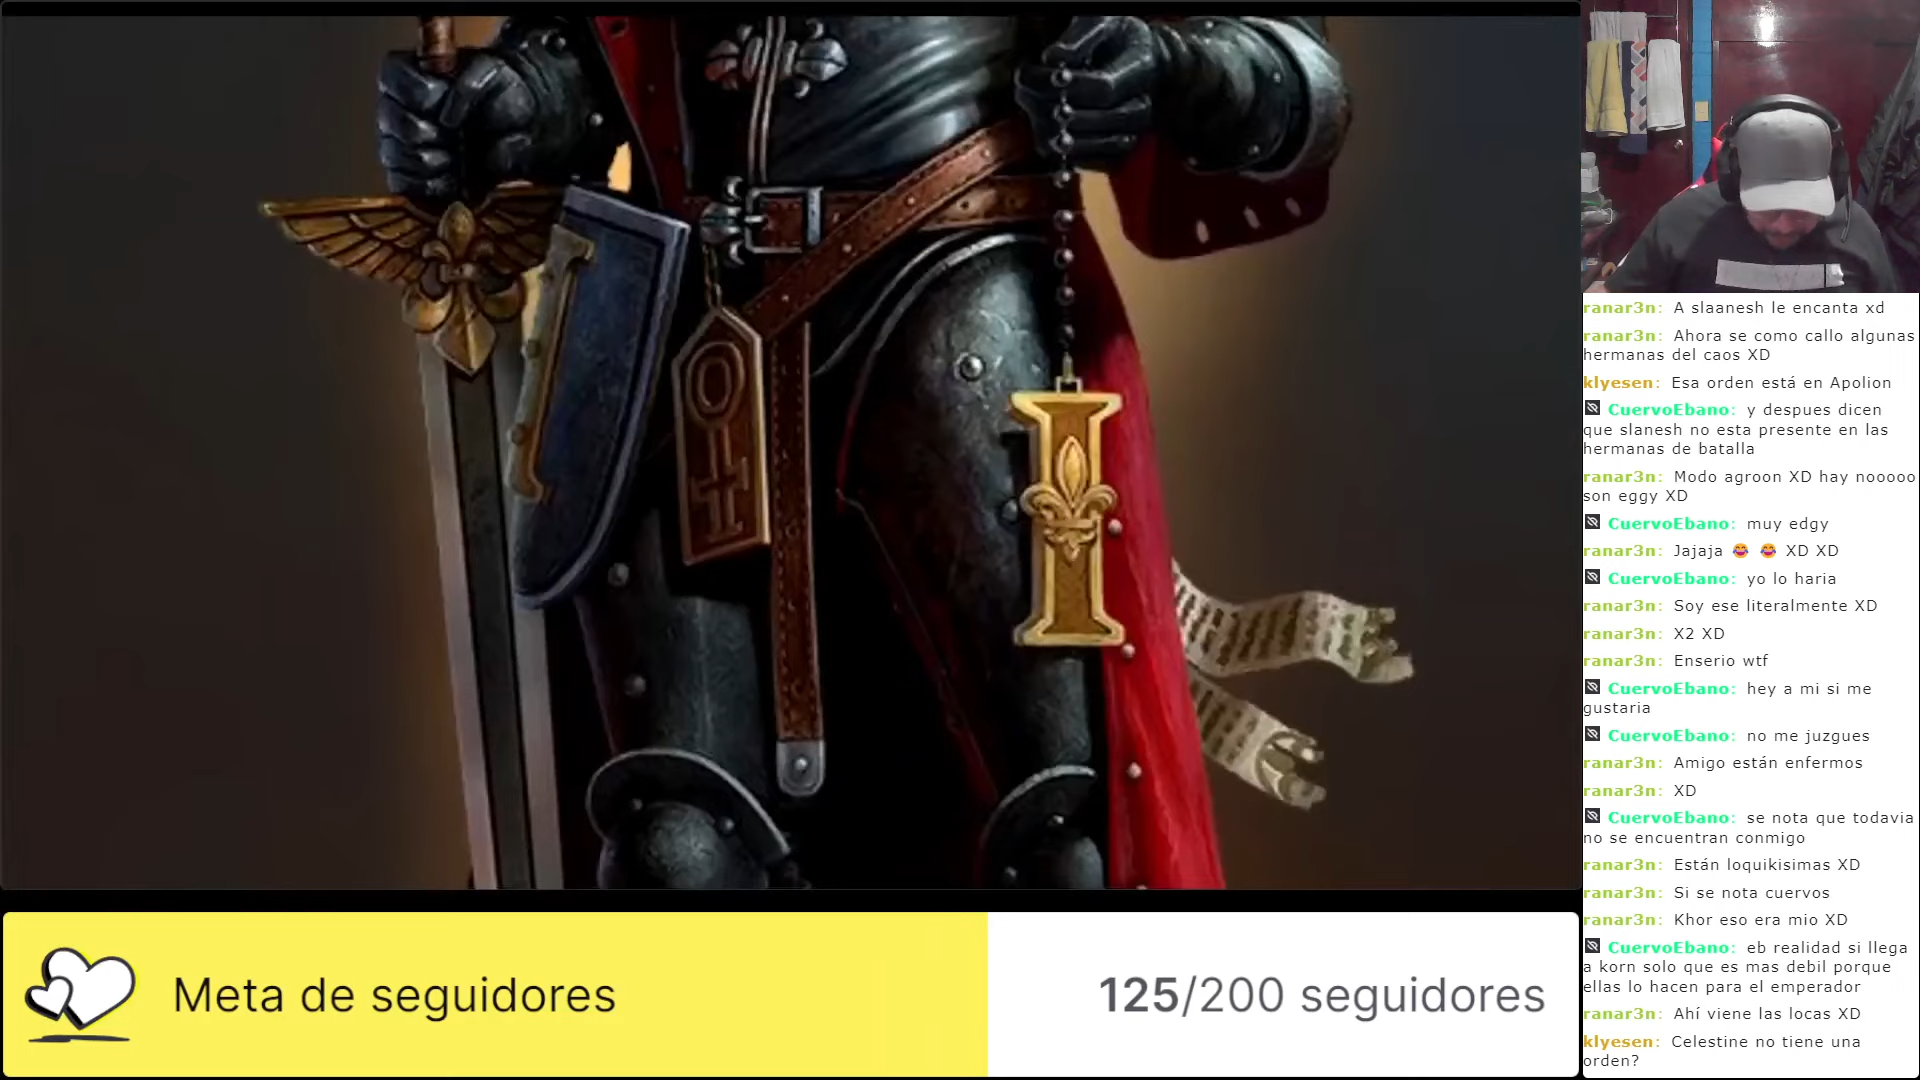 ranar3n: A slaanesh le encanta xd
ranar3n: Ahora se como callo algunas
hermanas del caos XD
klyesen: Esa orden está en Apolion
CuervoEbano: y despues dicen
que slanesh no esta presente en las
hermanas de batalla
ranar3n: Modo agroon XD hay nooooo
son eggy XD
CuervoEbano: muy edgy
ranar3n: Jajaja 😂 😂 XD XD
CuervoEbano: yo lo haria
ranar3n: Soy ese literalmente XD
ranar3n: X2 XD
ranar3n: Enserio wtf
CuervoEbano: hey a mi si me
gustaria
CuervoEbano: no me juzgues
ranar3n: Amigo están enfermos
ranar3n: XD
CuervoEbano: se nota que todavia
no se encuentran conmigo
ranar3n: Están loquikisimas XD
ranar3n: Si se nota cuervos
ranar3n: Khor eso era mio XD
CuervoEbano: eb realidad si llega
a korn solo que es mas debil porque
ellas lo hacen para el emperador
ranar3n: Ahí viene las locas XD
klyesen: Celestine no tiene una
orden?
Meta de seguidores
125/200 seguidores